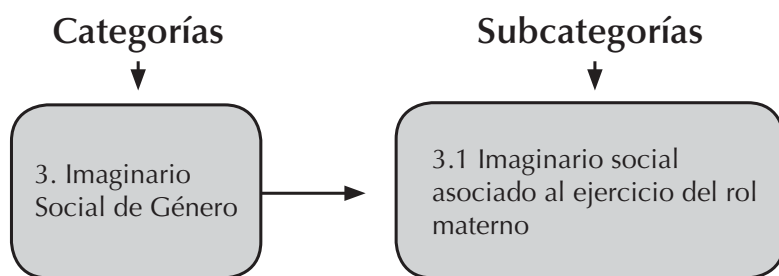 Categorías
Subcategorías
3. Imaginario
Social de Género
3.1 Imaginario social
asociado al ejercicio del rol
materno